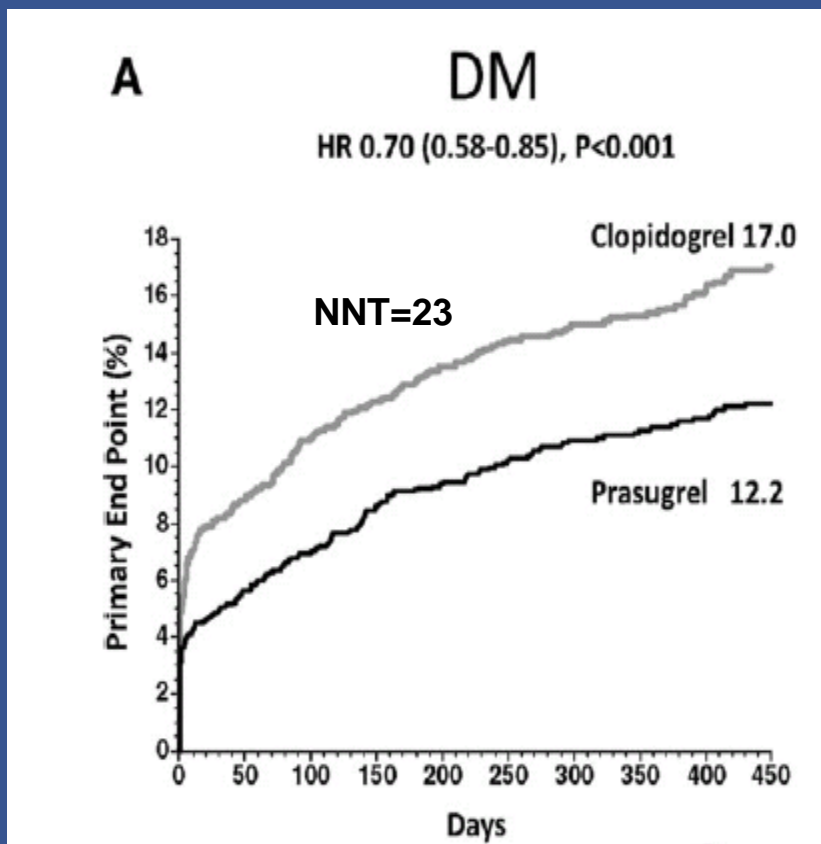 A
DM
HR 0.70 (0.58-0.85), P<0.001
Clopidogrel 17.0
NNT=23
Prasugrel 12.2
Primary End Point (%)
18
16
14
12
10
8
6
4
2
0
0 50 100 150 200 250 300 350 400 450
Days